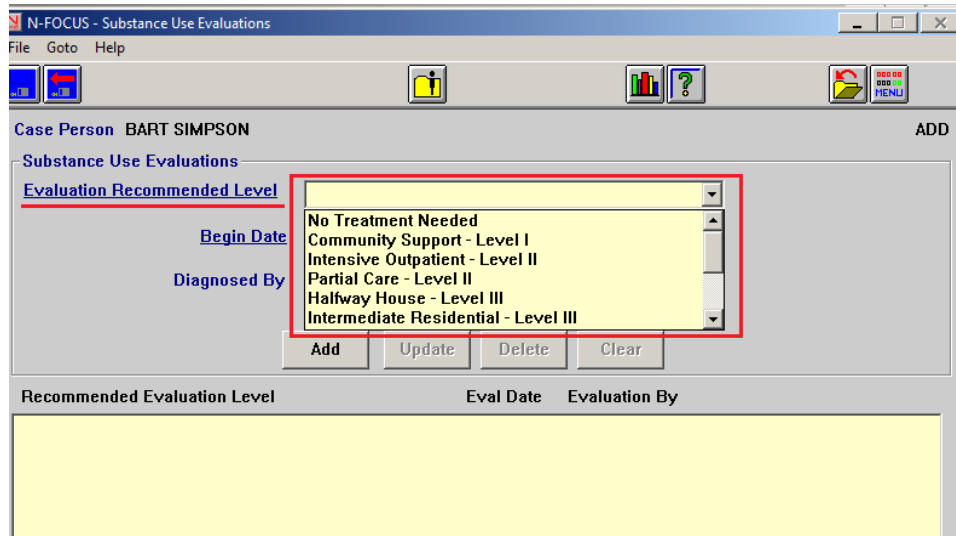 N-FOCUS - Substance Use Evaluations
File Goto Help
MENU
Case Person BART SIMPSON ADD
Substance Use Evaluations
Evaluation Recommended Level
No Treatment Needed
Begin Date
Community Support - Level I
Intensive Outpatient - Level II
Diagnosed By
Partial Care - Level II
Halfway House - Level III
Intermediate Residential - Level III
Add Update Delete Clear
Recommended Evaluation Level Eval Date Evaluation By